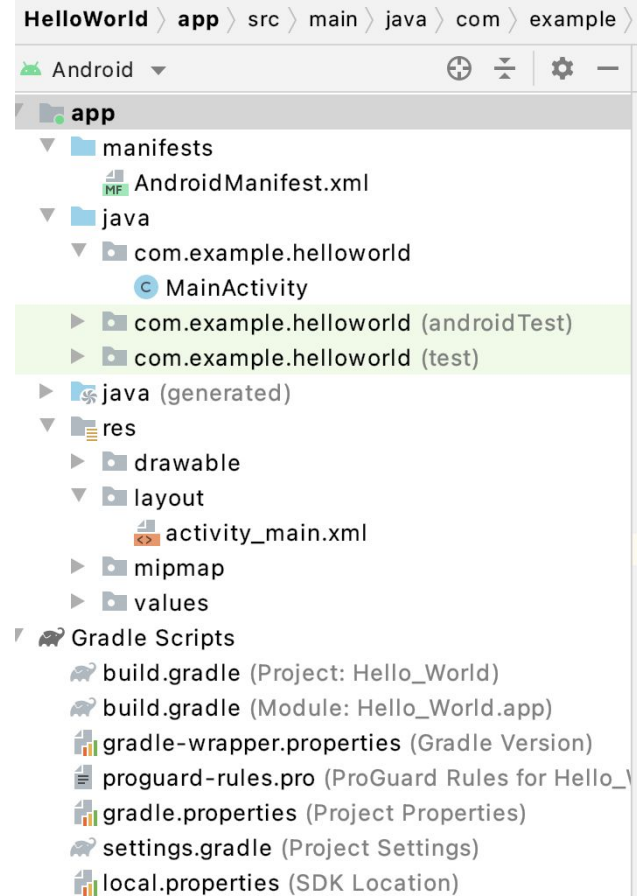 HelloWorld 〉 app 〉 src 〉 main 〉 java 〉 com 〉 example 〉
Android
app
manifests
MF AndroidManifest.xml
java
com.example.helloworld
C MainActivity
com.example.helloworld (androidTest)
com.example.helloworld (test)
java (generated)
res
drawable
layout
<> activity_main.xml
mipmap
values
Gradle Scripts
build.gradle (Project: Hello_World)
build.gradle (Module: Hello_World.app)
gradle-wrapper.properties (Gradle Version)
proguard-rules.pro (ProGuard Rules for Hello_
gradle.properties (Project Properties)
settings.gradle (Project Settings)
local.properties (SDK Location)